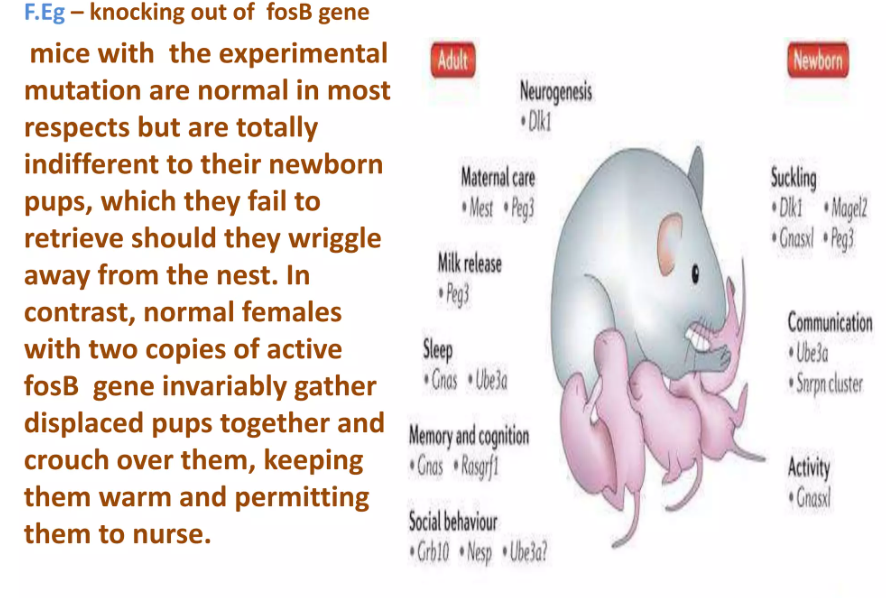 F.Eg – knocking out of fosB gene
mice with the experimental
mutation are normal in most
respects but are totally
indifferent to their newborn
pups, which they fail to
retrieve should they wriggle
away from the nest. In
contrast, normal females
with two copies of active
fosB gene invariably gather
displaced pups together and
crouch over them, keeping
them warm and permitting
them to nurse.
Adult
Neurogenesis
• Dlk1
Maternal care
• Mest • Peg3
Milk release
• Peg3
Sleep
• Gnas • Ube3a
Memory and cognition
• Gnas • Rasgrf1
Social behaviour
• Grb10 • Nesp • Ube3a?
Newborn
Suckling
• Dlk1 • Magel2
• Gnasxl • Peg3
Communication
• Ube3a
• Snrpn cluster
Activity
• Gnasxl